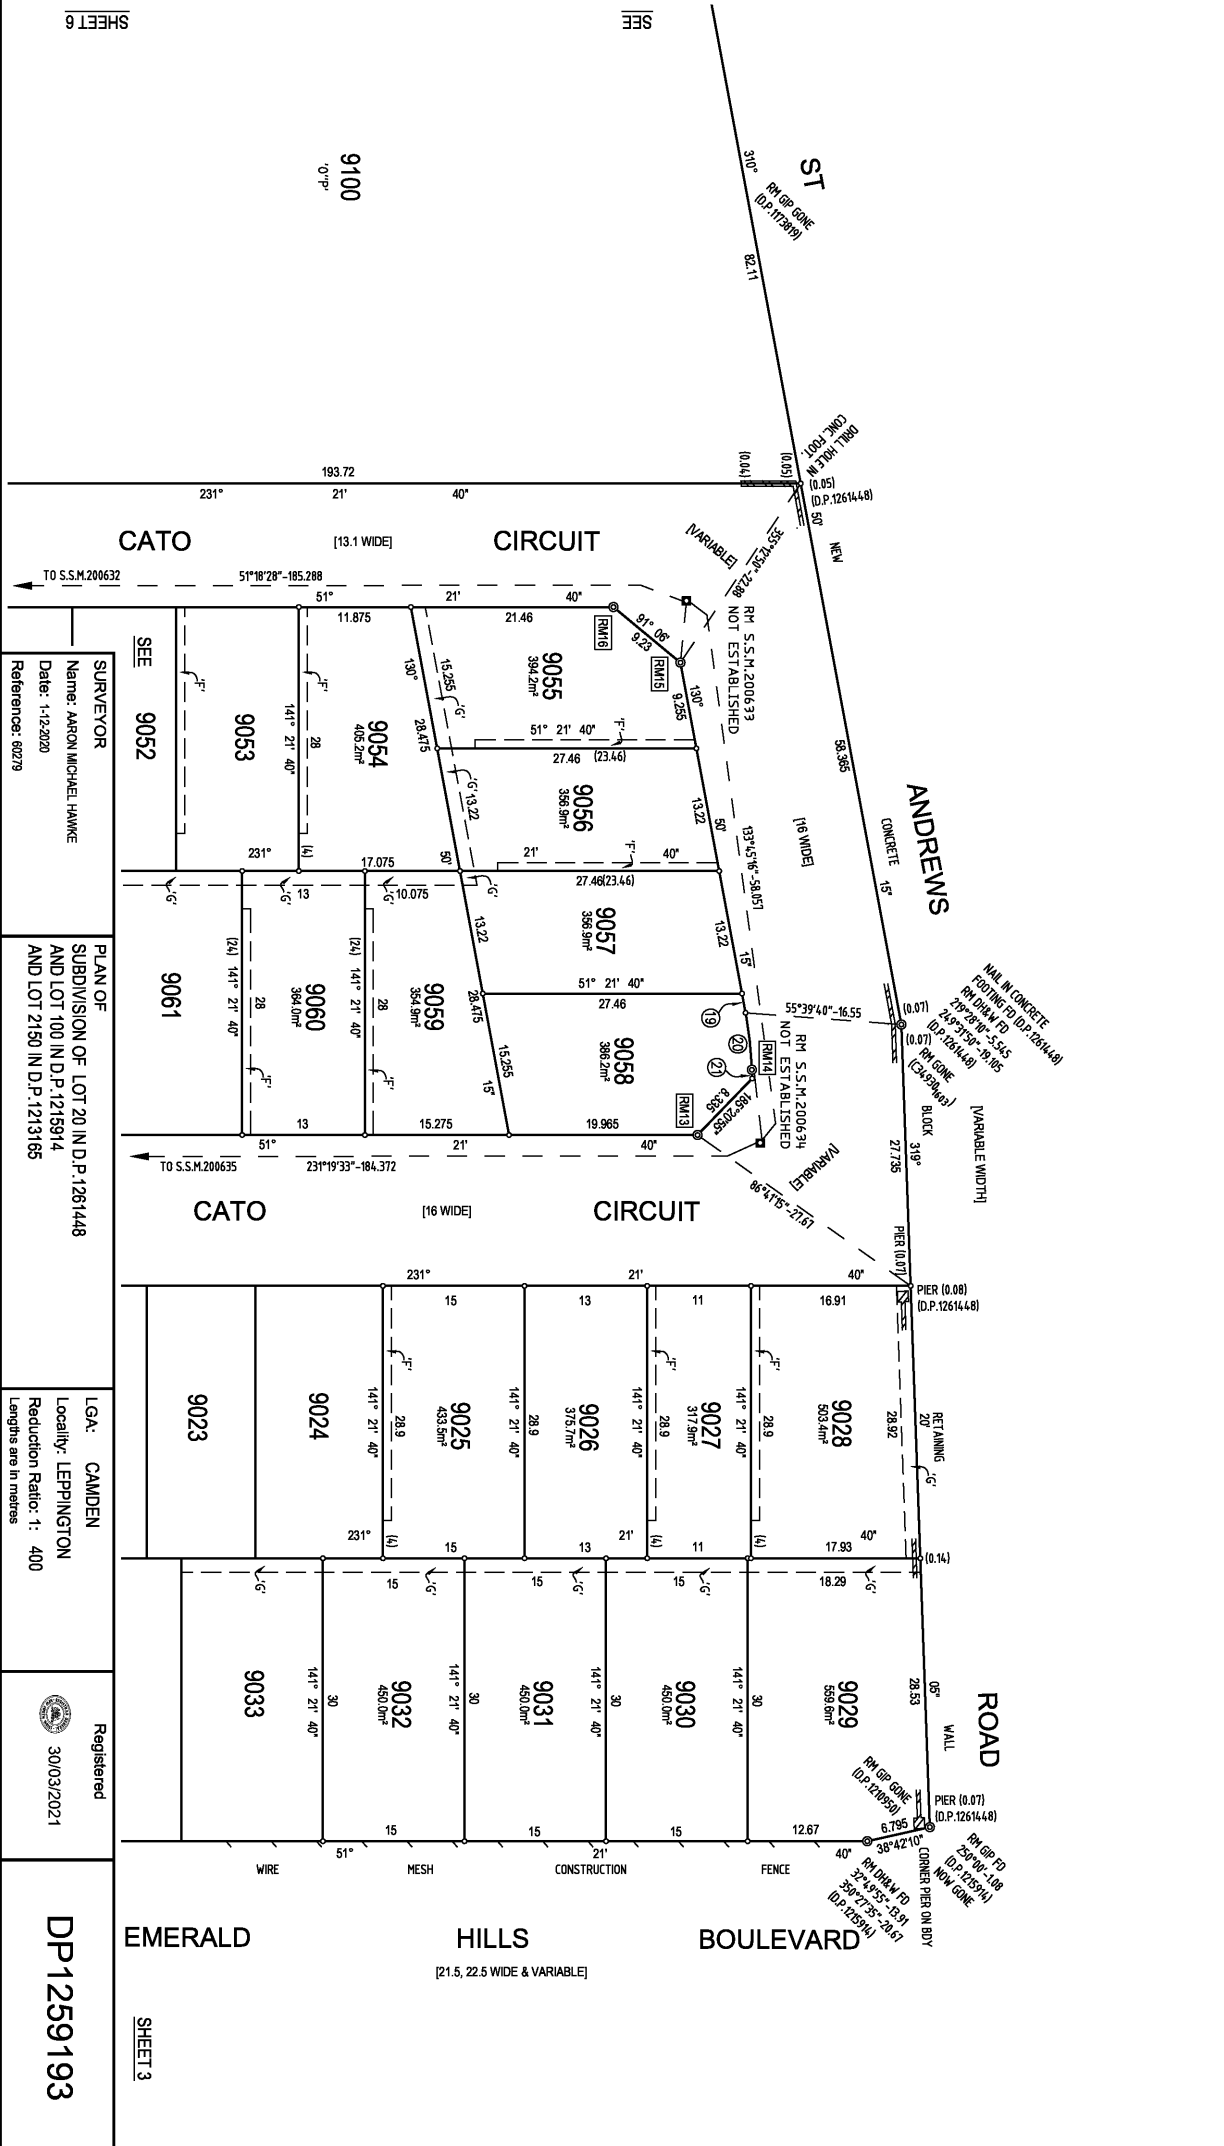 SHEET 6
SEE
9100
'O' 'P'
310°
82.11
ST
RM GIP GONE
(D.P.1173819)
DRILL HOLE IN
CONC. FOOT.
(0.05)
(0.04)
(0.05)
(D.P.1261448)
193.72
231° 21' 40"
CATO [13.1 WIDE] CIRCUIT
[VARIABLE]
355°12'50"-22.88
TO S.S.M.200632
51°18'28"-185.288
51° 21' 40"
11.875
21.46
RM16
91° 06'
9.23
RM15
RM S.S.M.200633
NOT ESTABLISHED
50'
NEW
58.365
CONCRETE
15"
ANDREWS
[16 WIDE]
133°45'16"-58.057
SEE
9052
9053
'F'
'F'
141° 21' 40"
28
(4)
9054
405.2m²
130°
28.475
50'
15.255
'G'
9055
394.2m²
130°
9.255
51° 21' 40"
'F'
27.46 (23.46)
9056
356.9m²
'G'
13.22
13.22
50'
231°
17.075
21' 'F' 40"
27.46(23.46)
'G'
'G'
13
'G'
10.075
'G'
9057
356.9m²
13.22
13.22
15"
51° 21' 40"
27.46
9061
(24) 141° 21' 40"
28
'F'
9060
364.0m²
(24) 141° 21' 40"
28
'F'
9059
354.9m²
28.475
15.255
15"
9058
386.2m²
19
20
21
RM14
185°20'55"
8.335
RM13
RM S.S.M.200634
NOT ESTABLISHED
55°39'40"-16.55
(0.07)
(0.07)
NAIL IN CONCRETE
FOOTING FD (D.P.1261448)
RM DH&W FD
219°28'10"-5.545
249°31'50"-19.105
(D.P.1261448)
RM GONE
(C34930 1603)
51°
13
15.275
21'
19.965
40"
TO S.S.M.200635
231°19'33"-184.372
CATO [16 WIDE] CIRCUIT
[VARIABLE]
86°41'15"-27.67
BLOCK
319°
27.735
[VARIABLE WIDTH]
PIER (0.07)
PIER (0.08)
(D.P.1261448)
231° 21' 40"
15
13
11
16.91
9023
9024
141° 21' 40"
28.9
'F'
(4)
9025
433.5m²
141° 21' 40"
28.9
9026
375.7m²
141° 21' 40"
28.9
'F'
(4)
9027
317.9m²
141° 21' 40"
28.9
'F'
(4)
9028
503.4m²
28.92
20'
RETAINING
'G'
(0.14)
231° 21' 40"
15
13
11
17.93
'G'
15
'G'
15
'G'
15
'G'
18.29
'G'
9033
141° 21' 40"
30
9032
450.0m²
141° 21' 40"
30
9031
450.0m²
141° 21' 40"
30
9030
450.0m²
141° 21' 40"
30
9029
559.6m²
28.53
05"
WALL
ROAD
PIER (0.07)
(D.P.1261448)
RM GIP GONE
(D.P.1210950)
6.795
38°42'10"
RM GIP FD
250°00'-1.08
(D.P.1215914)
NOW GONE
CORNER PIER ON BDY
RM DH&W FD
32°49'55"-13.91
350°27'35"-20.67
(D.P.1215914)
15
15
15
12.67
51° 21' 40"
WIRE MESH CONSTRUCTION FENCE
EMERALD HILLS BOULEVARD
[21.5, 22.5 WIDE & VARIABLE]
SHEET 3
SURVEYOR
Name: AARON MICHAEL HAWKE
Date: 1-12-2020
Reference: 60279
PLAN OF
SUBDIVISION OF LOT 20 IN D.P.1261448
AND LOT 100 IN D.P.1215914
AND LOT 2150 IN D.P.1213165
LGA: CAMDEN
Locality: LEPPINGTON
Reduction Ratio: 1: 400
Lengths are in metres
Registered
30/03/2021
DP1259193